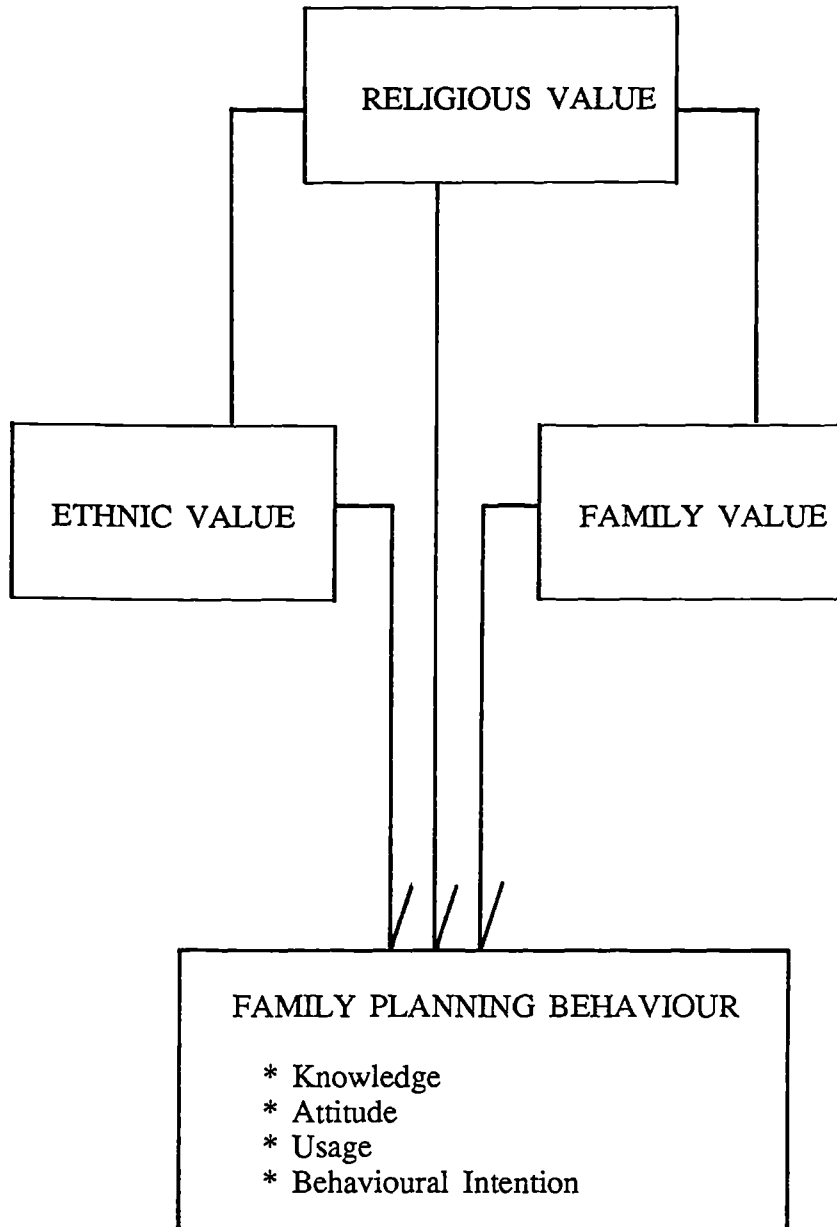 RELIGIOUS VALUE
ETHNIC VALUE
FAMILY VALUE
FAMILY PLANNING BEHAVIOUR
* Knowledge
* Attitude
* Usage
* Behavioural Intention